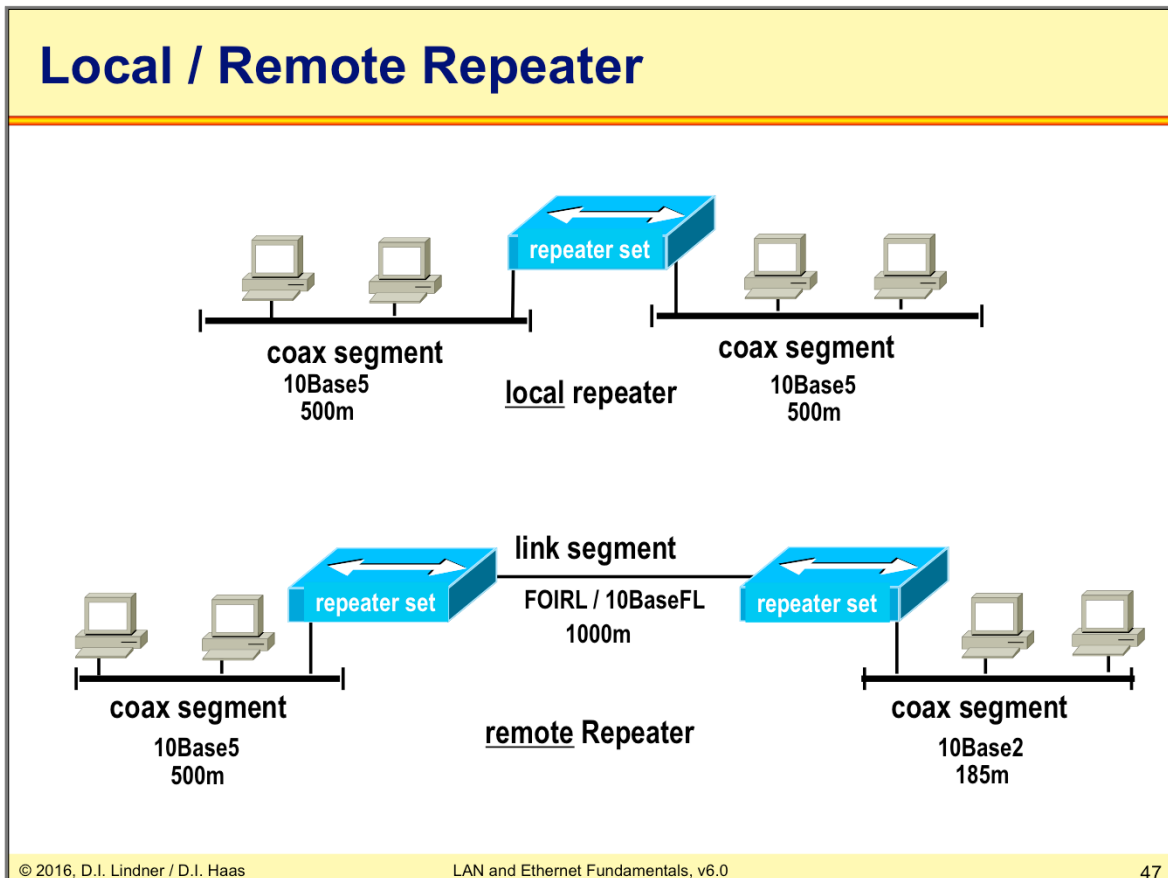 Local / Remote Repeater
repeater set
coax segment
10Base5
500m
local repeater
coax segment
10Base5
500m
link segment
FOIRL / 10BaseFL
1000m
repeater set
repeater set
coax segment
10Base5
500m
remote Repeater
coax segment
10Base2
185m
© 2016, D.I. Lindner / D.I. Haas
LAN and Ethernet Fundamentals, v6.0
47